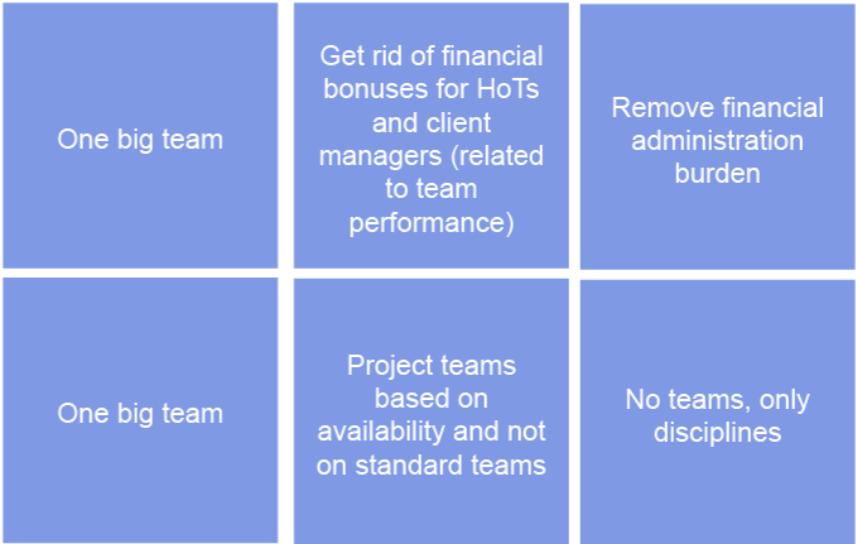 One big team
Get rid of financial
bonuses for HoTs
and client
managers (related
to team
performance)
Remove financial
administration
burden
One big team
Project teams
based on
availability and not
on standard teams
No teams, only
disciplines